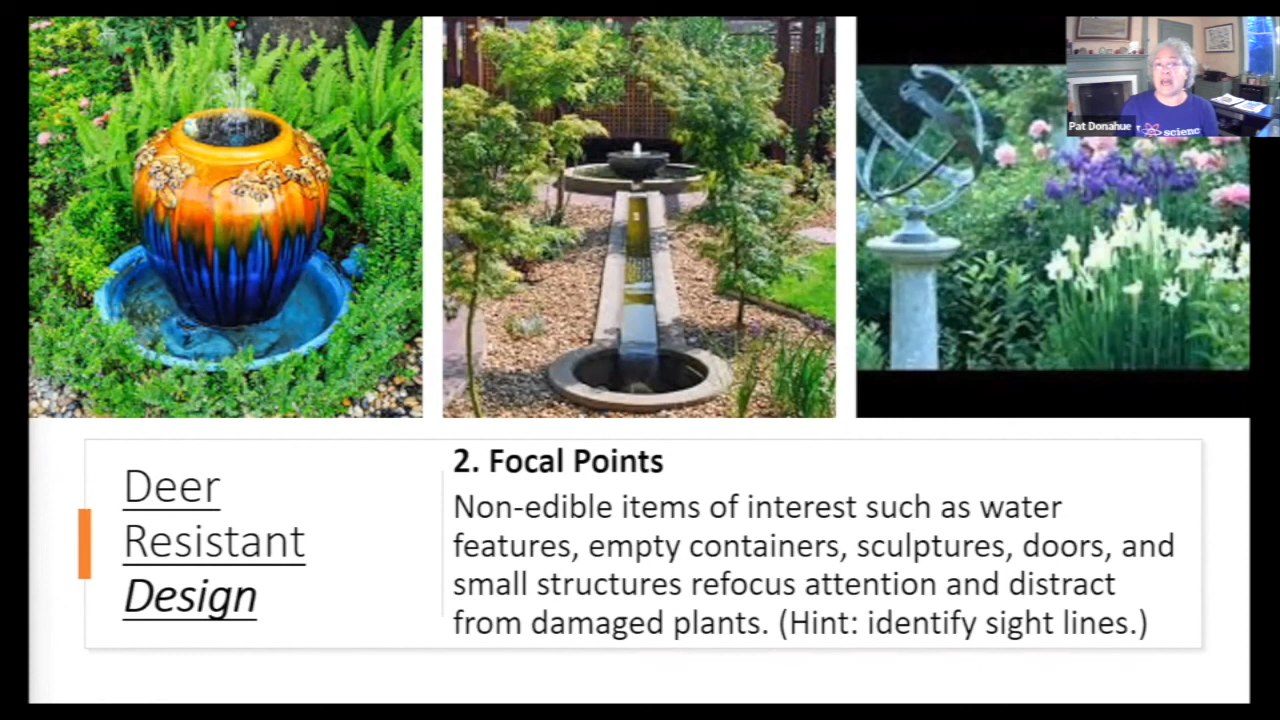 Pat Donahue
scienc
Deer
Resistant
Design
2. Focal Points
Non-edible items of interest such as water
features, empty containers, sculptures, doors, and
small structures refocus attention and distract
from damaged plants. (Hint: identify sight lines.)